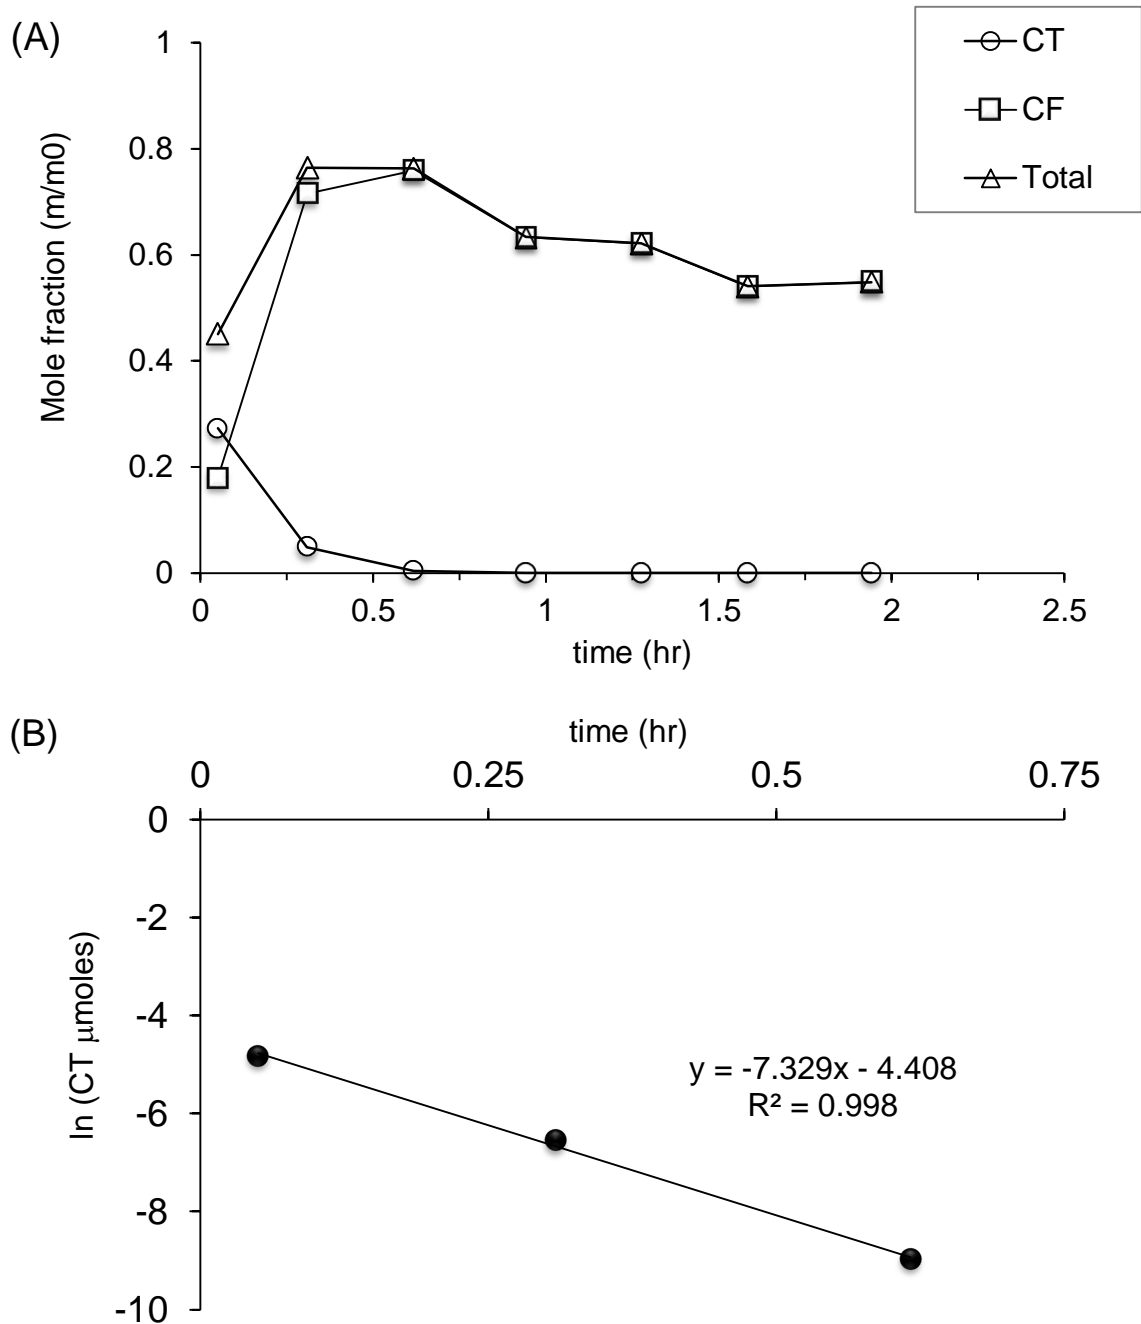 (A)
CT
CF
Total
Mole fraction (m/m0)
1
0.8
0.6
0.4
0.2
0
0 0.5 1 1.5 2 2.5
time (hr)
(B)
time (hr)
0 0.25 0.5 0.75
ln (CT μmoles)
0
-2
-4
-6
-8
-10
y = -7.329x - 4.408
R² = 0.998